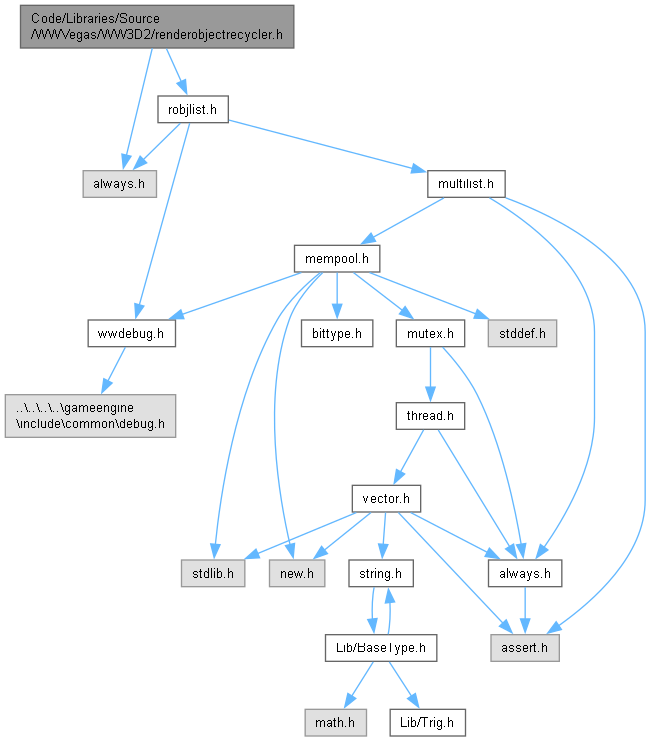 Code/Libraries/Source
/WWVegas/WW3D2/renderobjectrecycler.h
robjlist.h
always.h
multilist.h
mempool.h
wwdebug.h
bittype.h
mutex.h
stddef.h
..\..\..\..\gameengine
\include\common\debug.h
thread.h
vector.h
stdlib.h
new.h
string.h
always.h
Lib/BaseType.h
assert.h
math.h
Lib/Trig.h